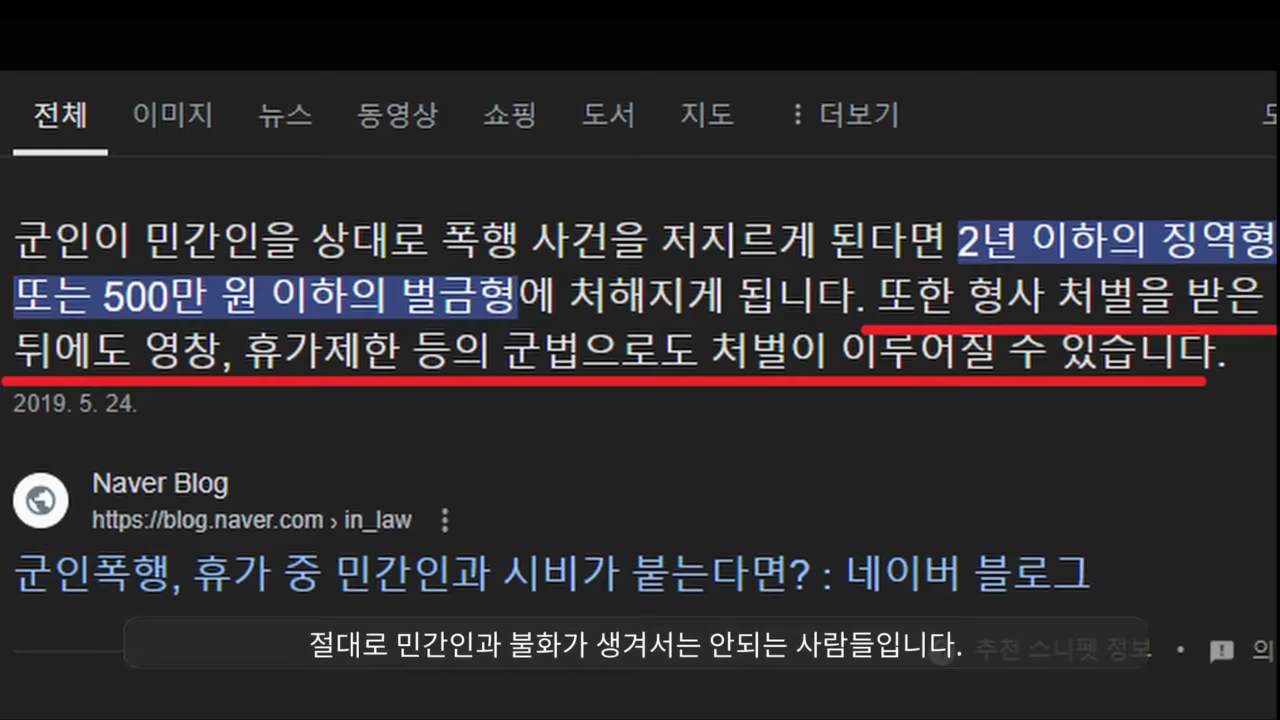 전체 이미지 뉴스 동영상 쇼핑 도서 지도 ⋮ 더보기
군인이 민간인을 상대로 폭행 사건을 저지르게 된다면 2년 이하의 징역형
또는 500만 원 이하의 벌금형에 처해지게 됩니다. 또한 형사 처벌을 받은
뒤에도 영창, 휴가제한 등의 군법으로도 처벌이 이루어질 수 있습니다.
2019. 5. 24.
Naver Blog
https://blog.naver.com › in_law ⋮
군인폭행, 휴가 중 민간인과 시비가 붙는다면? : 네이버 블로그
절대로 민간인과 불화가 생겨서는 안되는 사람들입니다.
추천 스니펫 정보 •